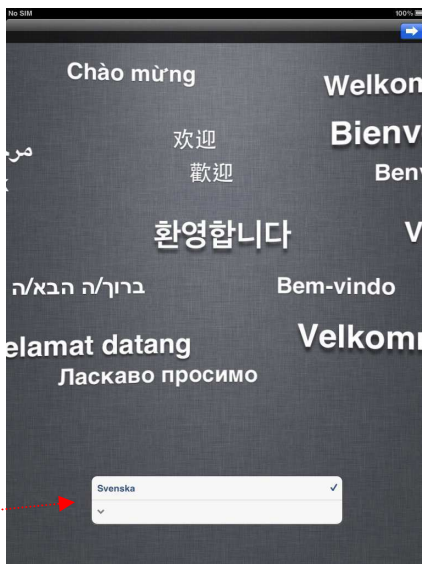 No SIM 100%
Chào mừng
Welkom
欢迎
Bienv
مرح
歡迎
Benv
환영합니다
V
ברוך/ה הבא/ה
Bem-vindo
elamat datang
Velkomm
Ласкаво просимо
Svenska